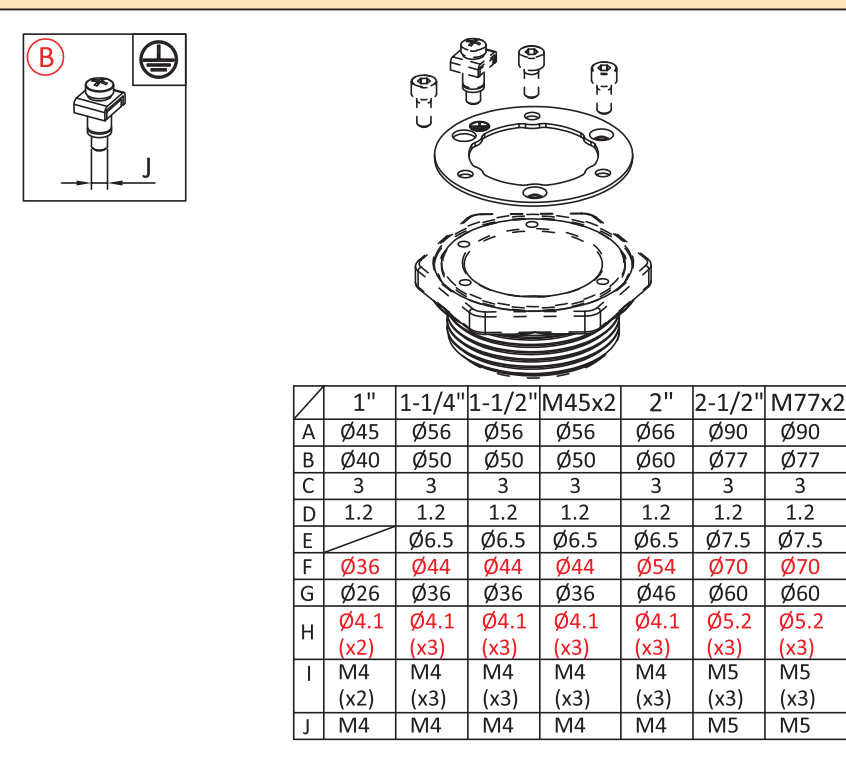 B
J
1" 1-1/4" 1-1/2" M45x2 2" 2-1/2" M77x2
A Ø45 Ø56 Ø56 Ø56 Ø66 Ø90 Ø90
B Ø40 Ø50 Ø50 Ø50 Ø60 Ø77 Ø77
C 3 3 3 3 3 3 3
D 1.2 1.2 1.2 1.2 1.2 1.2 1.2
E Ø6.5 Ø6.5 Ø6.5 Ø6.5 Ø7.5 Ø7.5
F Ø36 Ø44 Ø44 Ø44 Ø54 Ø70 Ø70
G Ø26 Ø36 Ø36 Ø36 Ø46 Ø60 Ø60
H Ø4.1 Ø4.1 Ø4.1 Ø4.1 Ø4.1 Ø5.2 Ø5.2
(x2) (x3) (x3) (x3) (x3) (x3) (x3)
I M4 M4 M4 M4 M4 M5 M5
(x2) (x3) (x3) (x3) (x3) (x3) (x3)
J M4 M4 M4 M4 M4 M5 M5